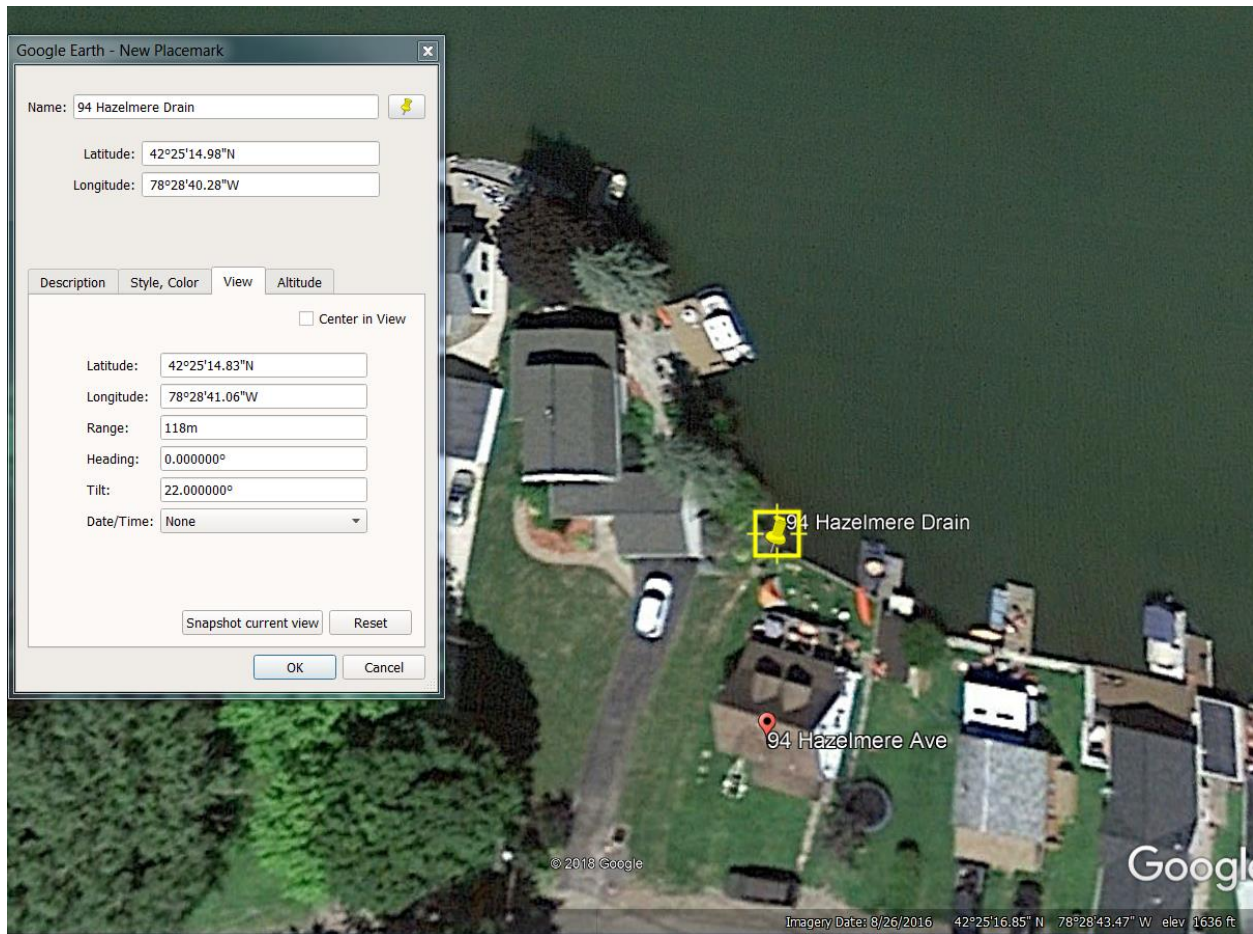 Google Earth - New Placemark
Name: 94 Hazelmere Drain
Latitude: 42°25'14.98"N
Longitude: 78°28'40.28"W
Description Style, Color View Altitude
Center in View
Latitude: 42°25'14.83"N
Longitude: 78°28'41.06"W
Range: 118m
Heading: 0.000000°
Tilt: 22.000000°
Date/Time: None
Snapshot current view Reset
OK Cancel
94 Hazelmere Drain
94 Hazelmere Ave
© 2018 Google
Google
Imagery Date: 8/26/2016 42°25'16.85" N 78°28'43.47" W elev 1636 ft